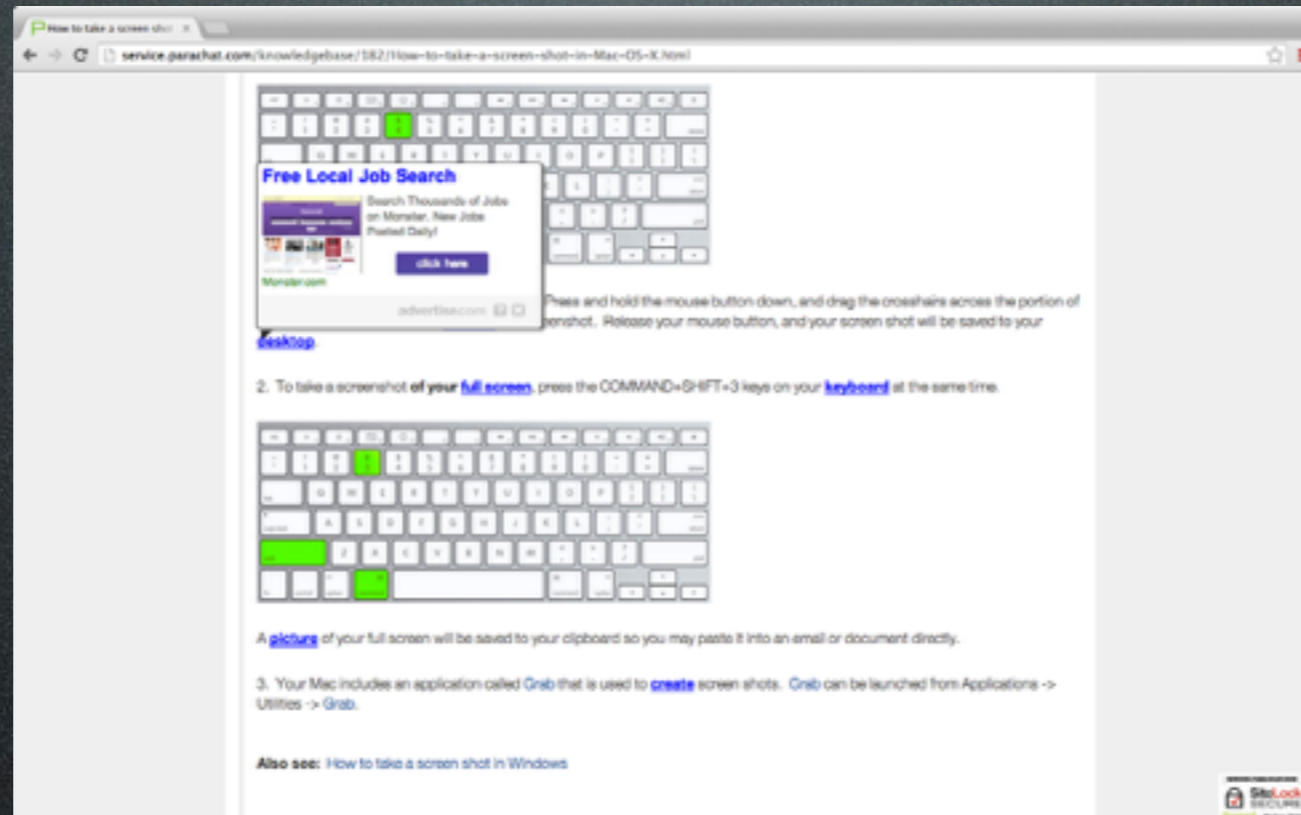 How to take a screen shot
service.parachat.com/knowledgebase/182/How-to-take-a-screen-shot-in-Mac-OS-X.html
Free Local Job Search
Search Thousands of Jobs
on Monster. New Jobs
Posted Daily!
click here
Monster.com
advertise.com
Press and hold the mouse button down, and drag the crosshairs across the portion of
Release your mouse button, and your screen shot will be saved to your
desktop.
2. To take a screenshot of your full screen, press the COMMAND+SHIFT+3 keys on your keyboard at the same time.
A picture of your full screen will be saved to your clipboard so you may paste it into an email or document directly.
3. Your Mac includes an application called Grab that is used to create screen shots. Grab can be launched from Applications ->
Utilities -> Grab.
Also see: How to take a screen shot in Windows
SiteLock
SECURE